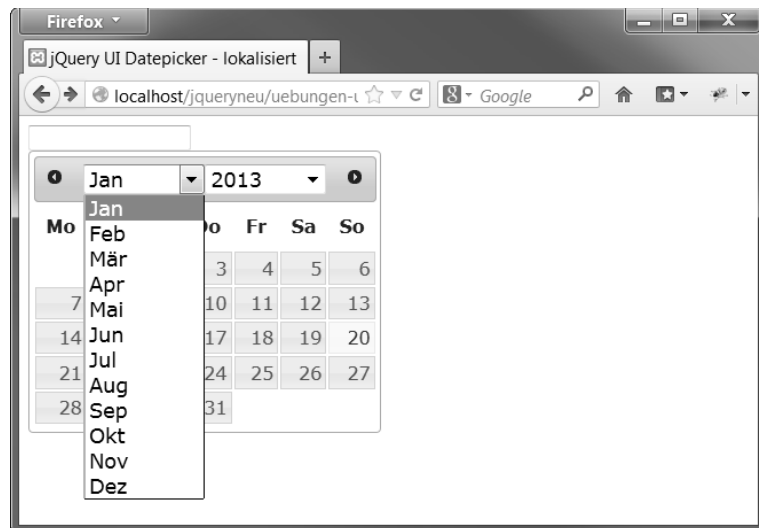 Firefox
jQuery UI Datepicker - lokalisiert +
localhost/jqueryneu/uebungen-u Google
Jan 2013
Mo Do Fr Sa So
Jan
Feb
Mär
Apr
Mai
Jun
Jul
Aug
Sep
Okt
Nov
Dez
3 4 5 6
7 10 11 12 13
14 17 18 19 20
21 24 25 26 27
28 31